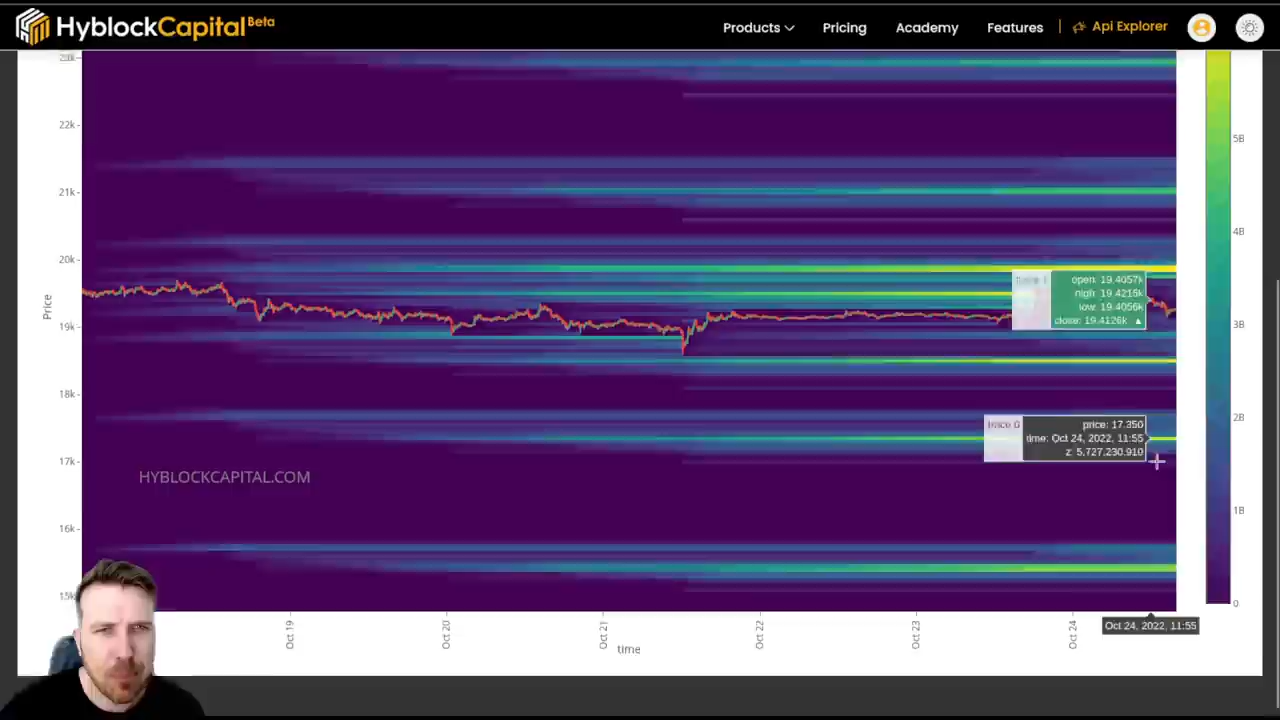 HyblockCapital Beta
Products Pricing Academy Features Api Explorer
22k
21k
20k
19k
18k
17k
16k
15k
Price
5B
4B
3B
2B
1B
0
open: 19.4057k
high: 19.4216k
low: 19.4056k
close: 19.4126k ▲
trace 0
price: 17.350
time: Oct 24, 2022, 11:55
z: 5,727,230.910
HYBLOCKCAPITAL.COM
Oct 19
Oct 20
Oct 21
Oct 22
Oct 23
Oct 24
Oct 24, 2022, 11:55
time